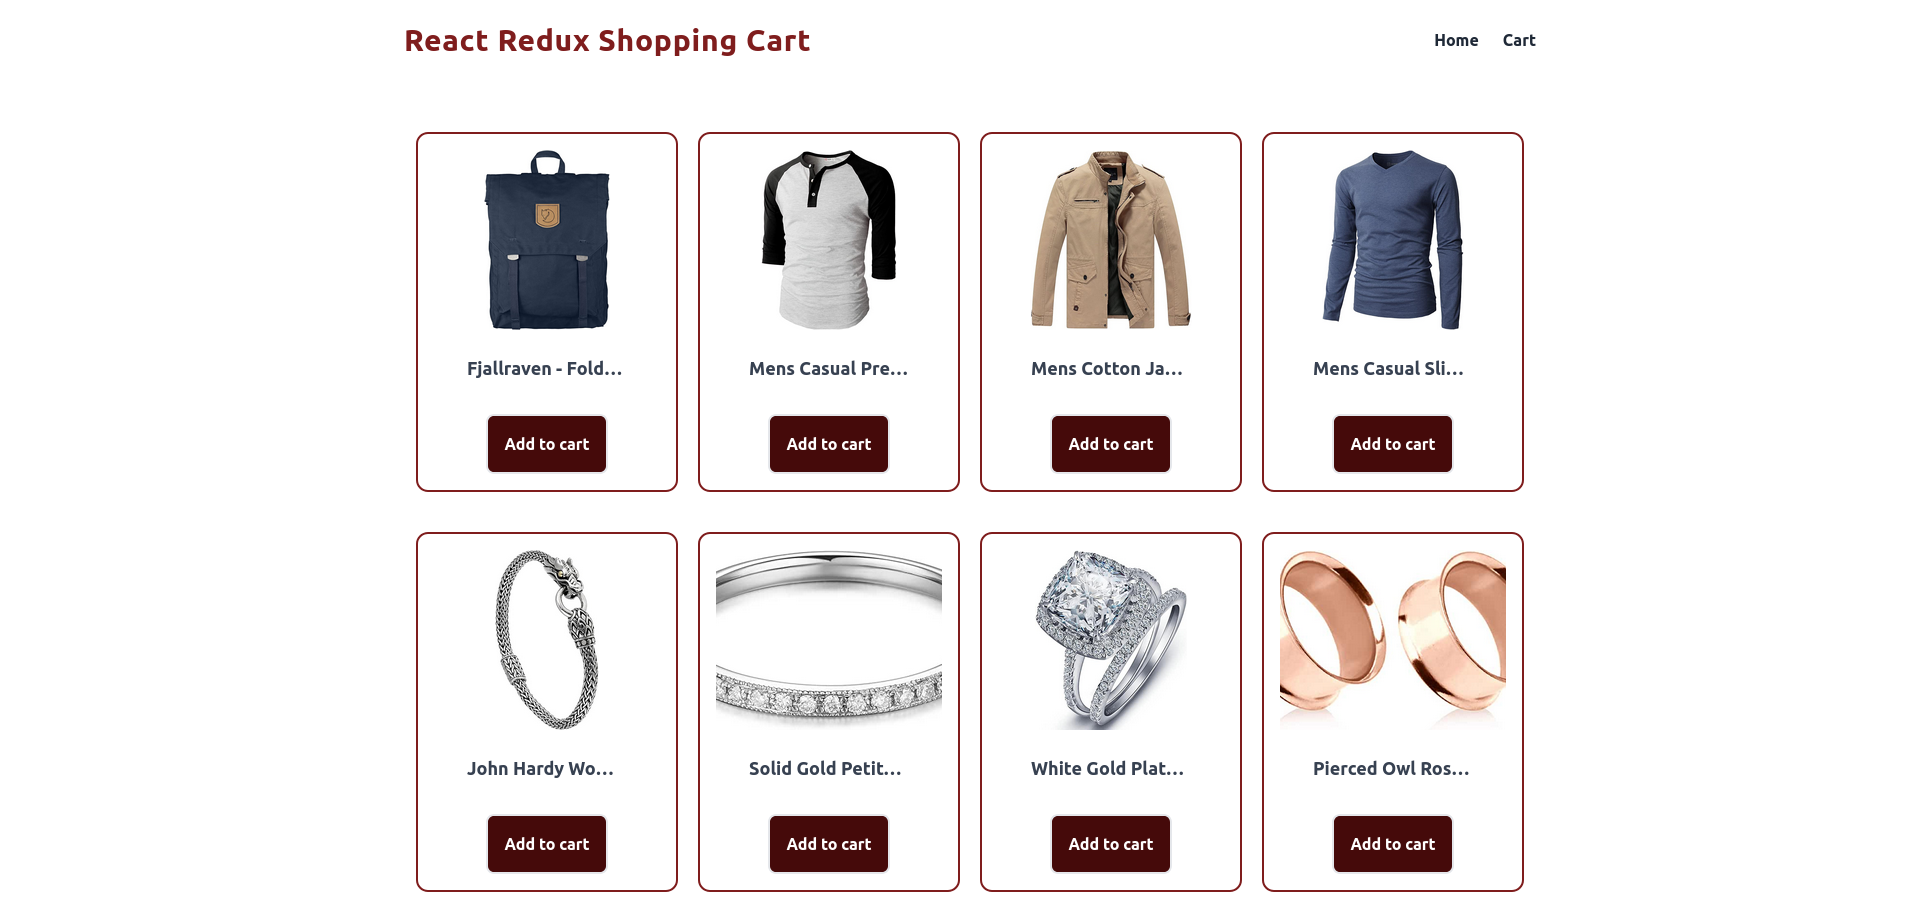 React Redux Shopping Cart
Home Cart
Fjallraven - Fold...
Mens Casual Pre...
Mens Cotton Ja...
Mens Casual Sli...
Add to cart
Add to cart
Add to cart
Add to cart
John Hardy Wo...
Solid Gold Petit...
White Gold Plat...
Pierced Owl Ros...
Add to cart
Add to cart
Add to cart
Add to cart